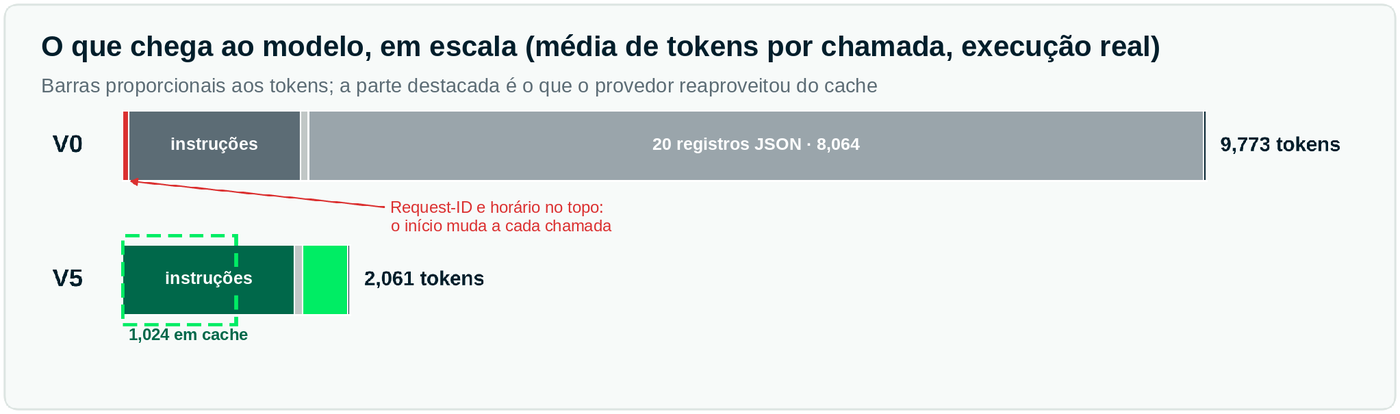 O que chega ao modelo, em escala (média de tokens por chamada, execução real)
Barras proporcionais aos tokens; a parte destacada é o que o provedor reaproveitou do cache
V0
instruções
20 registros JSON · 8,064
9,773 tokens
Request-ID e horário no topo:
o início muda a cada chamada
V5
instruções
2,061 tokens
1,024 em cache